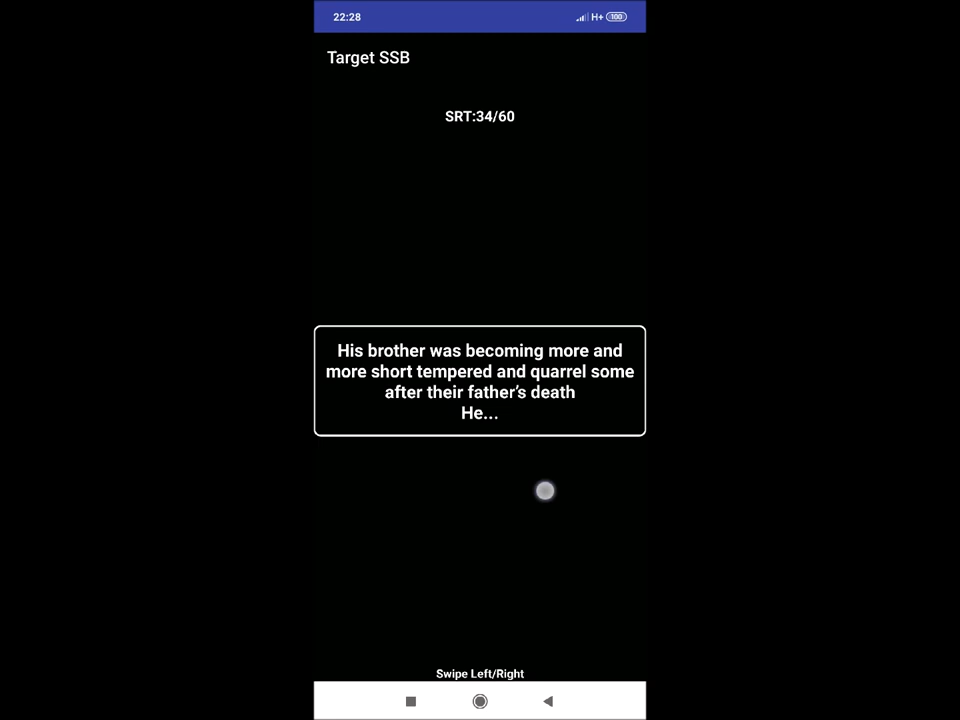 22:28
H+ 100
Target SSB
SRT:34/60
His brother was becoming more and
more short tempered and quarrel some
after their father's death
He...
Swipe Left/Right